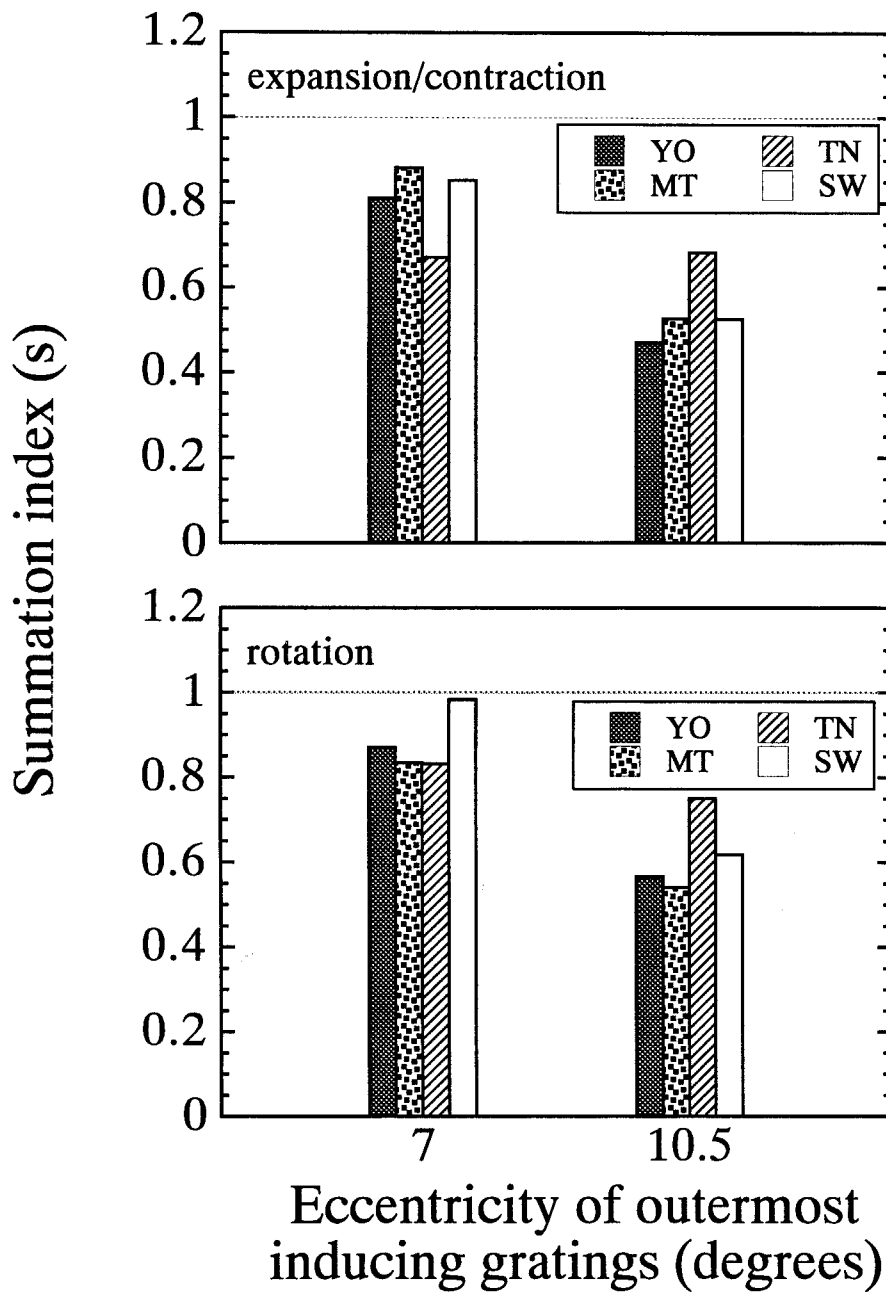 1.2
expansion/contraction
1
YO TN
MT SW
0.8
0.6
0.4
0.2
0
Summation index (s)
1.2
rotation
1
YO TN
MT SW
0.8
0.6
0.4
0.2
0
7 10.5
Eccentricity of outermost
inducing gratings (degrees)